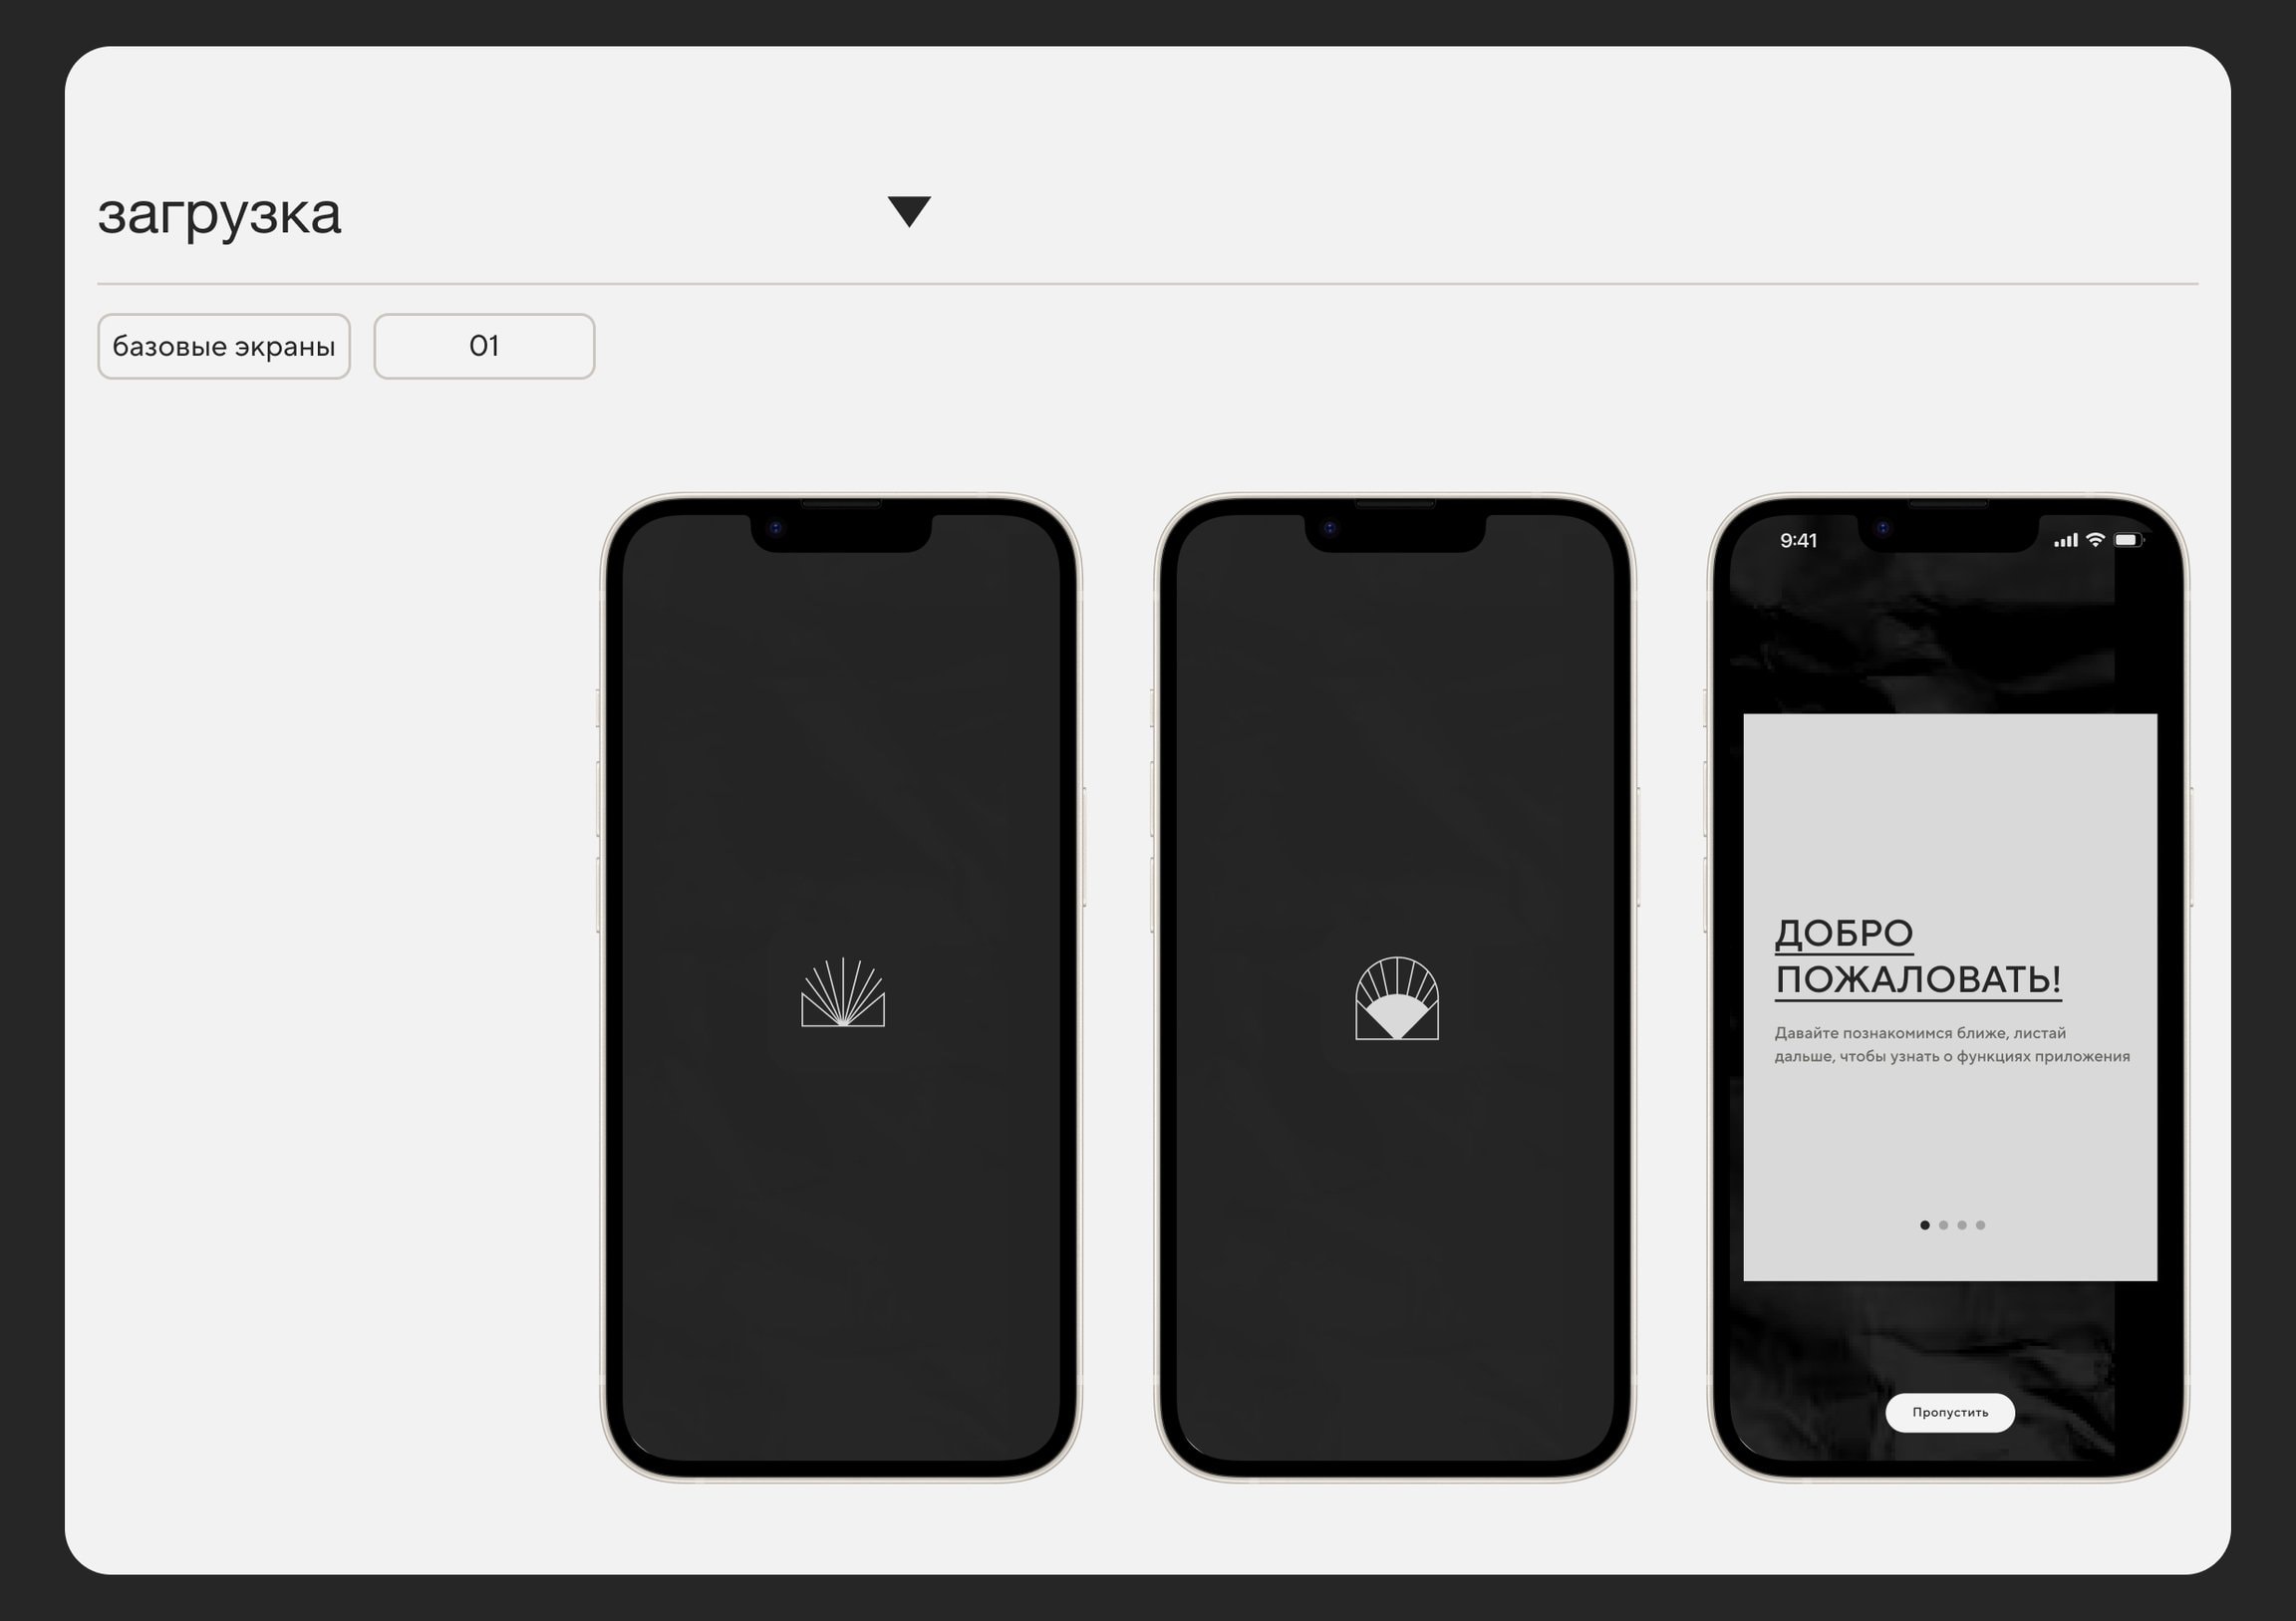 загрузка
базовые экраны
01
9:41
ДОБРО
ПОЖАЛОВАТЬ!
Давайте познакомимся ближе, листай
дальше, чтобы узнать о функциях приложения
Пропустить